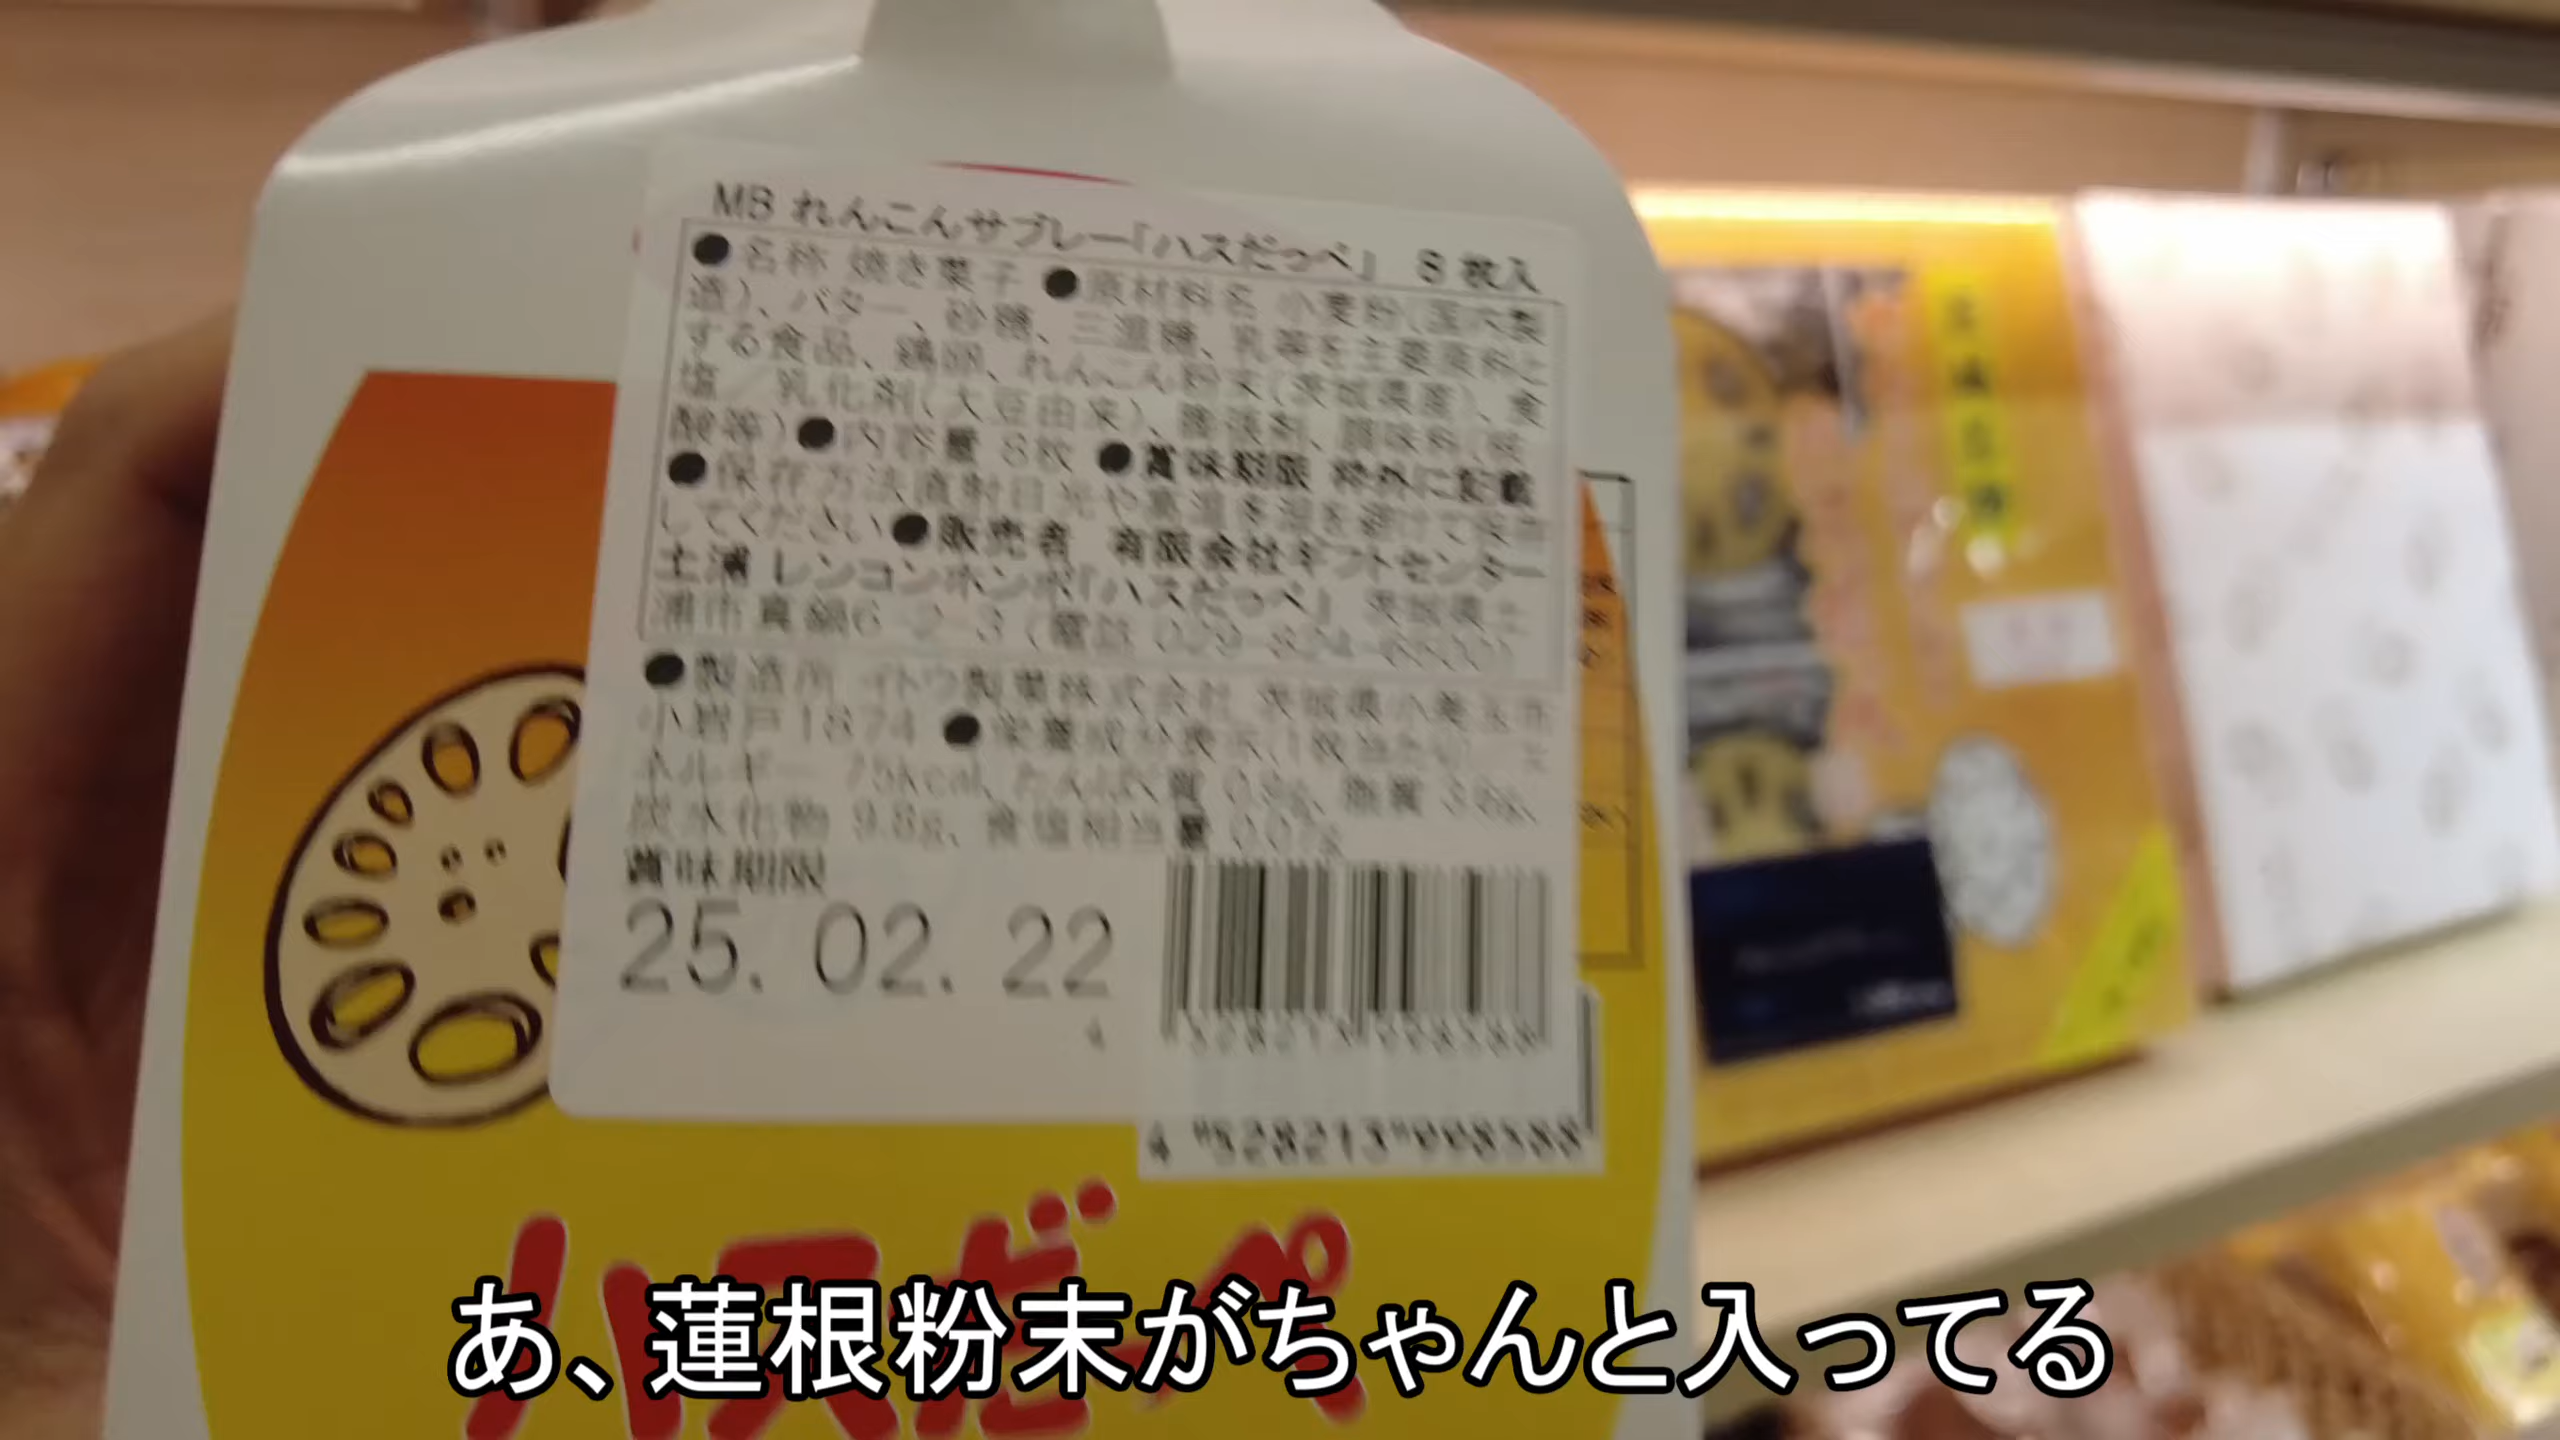 MB れんこんサブレー「ハスだっぺ」 8枚入
●名称 焼き菓子 ●原材料名 小麦粉(国内製
造)、バター、砂糖、三温糖、乳等を主要原料と
する食品、鶏卵、れんこん粉末(茨城県産)、食
塩/乳化剤(大豆由来)、膨張剤、調味料(核
酸等)●内容量 8枚 ●賞味期限 枠外に記載
●保存方法直射日光や高温多湿を避けて保存
してください ●販売者 有限会社ギフトセンター
土浦 レンコンホンポ「ハスだっぺ」 茨城県土
浦市真鍋6-2-3(電話 029-824-
●製造所 イトウ製菓株式会社 茨城県小美玉市
小岩戸1874 ●栄養成分表示(1枚当たり) エ
ネルギー 75kcal、たんぱく質 0.9g、脂質 3.6g、
炭水化物 9.8g、食塩相当量 0.07g
賞味期限
25. 02. 22
4 528213 008588
ハスだっぺ
あ、蓮根粉末がちゃんと入ってる